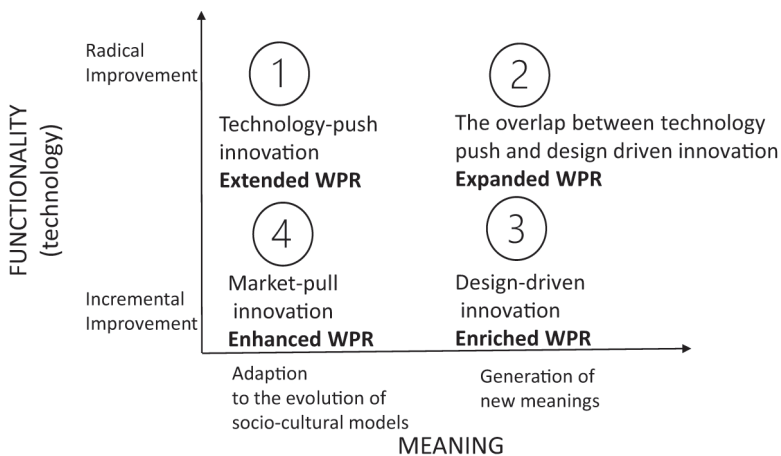 FUNCTIONALITY
(technology)
Radical
Improvement
1
Technology-push
innovation
Extended WPR
2
The overlap between technology
push and design driven innovation
Expanded WPR
Incremental
Improvement
4
Market-pull
innovation
Enhanced WPR
3
Design-driven
innovation
Enriched WPR
Adaption
to the evolution of
socio-cultural models
Generation of
new meanings
MEANING